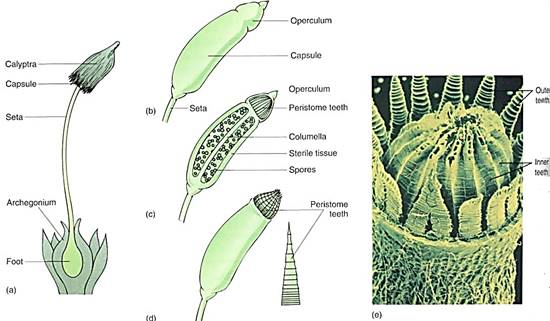 Calyptra
Capsule
Seta
Archegonium
Foot
(a)
Operculum
Capsule
(b)
Seta
Operculum
Peristome teeth
Columella
Sterile tissue
Spores
(c)
Peristome
teeth
(d)
Outer
teeth
Inner
teeth
(e)